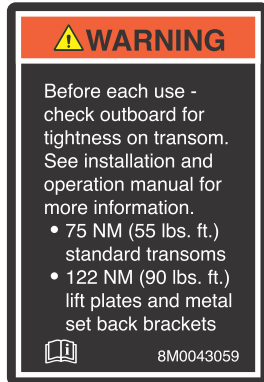 WARNING
Before each use -
check outboard for
tightness on transom.
See installation and
operation manual for
more information.
• 75 NM (55 lbs. ft.)
standard transoms
• 122 NM (90 lbs. ft.)
lift plates and metal
set back brackets
8M0043059